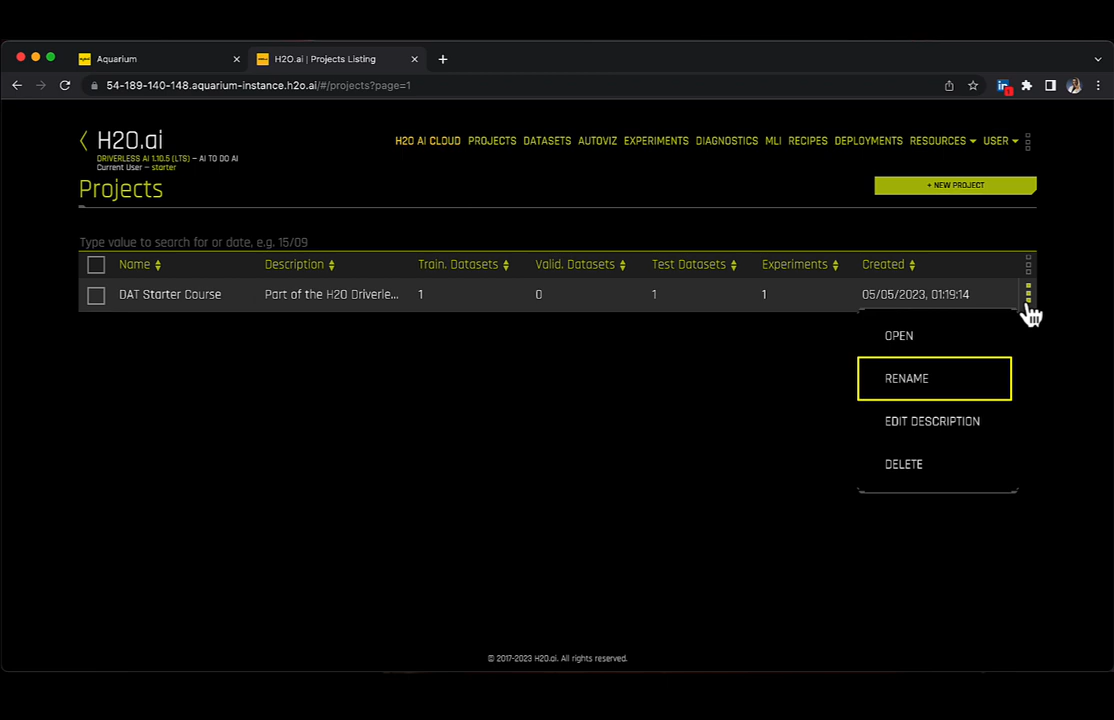 Aquarium
H2O.ai | Projects Listing
54-189-140-148.aquarium-instance.h2o.ai/#/projects?page=1
H2O.ai
DRIVERLESS AI 1.10.5 (LTS) – AI TO DO AI
Current User – starter
H2O AI CLOUD PROJECTS DATASETS AUTOVIZ EXPERIMENTS DIAGNOSTICS MLI RECIPES DEPLOYMENTS RESOURCES USER
Projects
+ NEW PROJECT
Type value to search for or date, e.g. 15/09
Name Description Train. Datasets Valid. Datasets Test Datasets Experiments Created
DAT Starter Course Part of the H2O Driverle... 1 0 1 1 05/05/2023, 01:19:14
OPEN
RENAME
EDIT DESCRIPTION
DELETE
© 2017-2023 H2O.ai. All rights reserved.